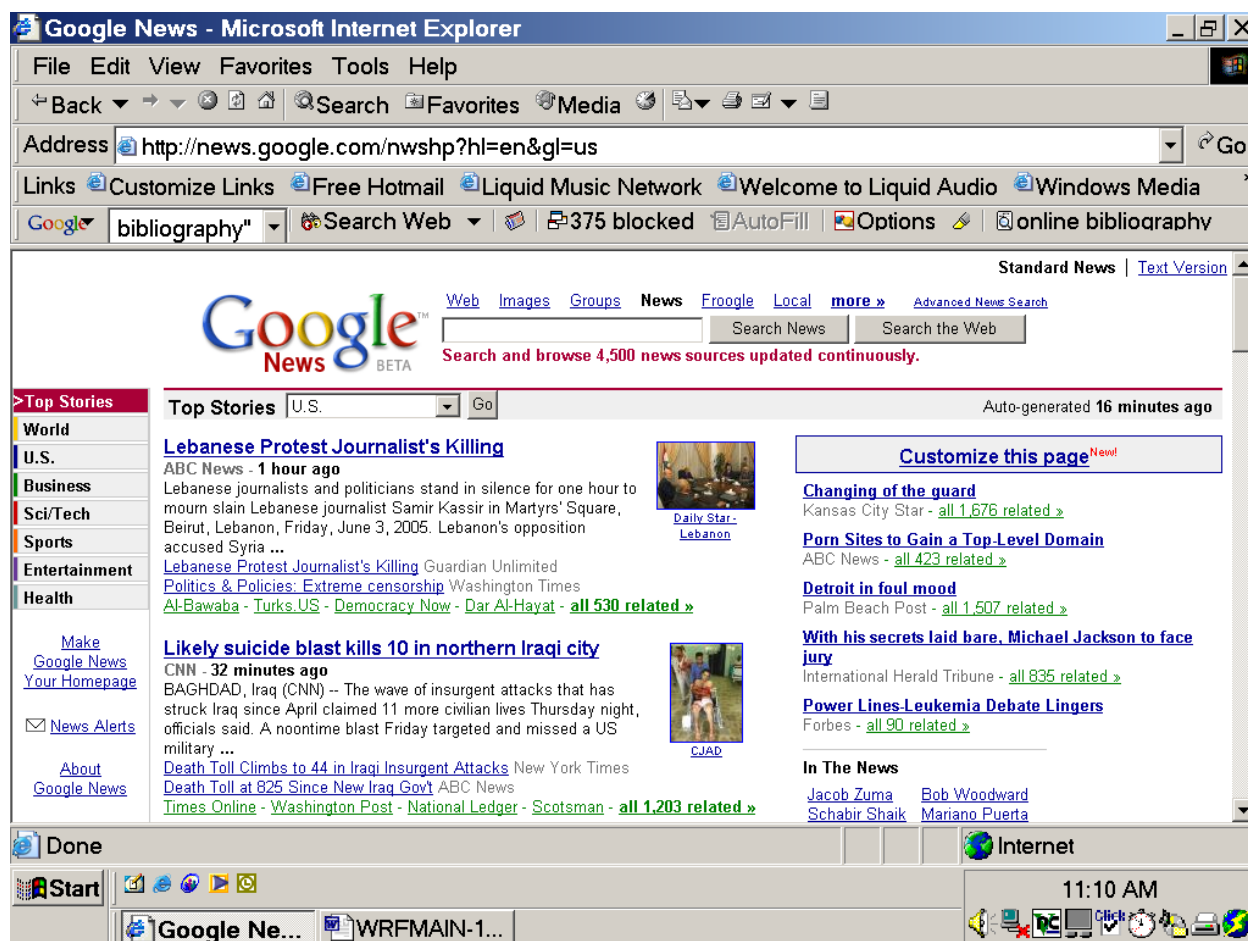 Google News - Microsoft Internet Explorer
File Edit View Favorites Tools Help
Back Search Favorites Media
Address http://news.google.com/nwshp?hl=en&gl=us Go
Links Customize Links Free Hotmail Liquid Music Network Welcome to Liquid Audio Windows Media
Google bibliography" Search Web 375 blocked AutoFill Options online bibliography
Standard News | Text Version
Web Images Groups News Froogle Local more » Advanced News Search
Google News BETA
Search News Search the Web
Search and browse 4,500 news sources updated continuously.
>Top Stories
World
U.S.
Business
Sci/Tech
Sports
Entertainment
Health
Make
Google News
Your Homepage
News Alerts
About
Google News
Top Stories U.S. Go
Auto-generated 16 minutes ago
Lebanese Protest Journalist's Killing
ABC News - 1 hour ago
Lebanese journalists and politicians stand in silence for one hour to
mourn slain Lebanese journalist Samir Kassir in Martyrs' Square,
Beirut, Lebanon, Friday, June 3, 2005. Lebanon's opposition
accused Syria ...
Lebanese Protest Journalist's Killing Guardian Unlimited
Politics & Policies: Extreme censorship Washington Times
Al-Bawaba - Turks.US - Democracy Now - Dar Al-Hayat - all 530 related »
Daily Star -
Lebanon
Likely suicide blast kills 10 in northern Iraqi city
CNN - 32 minutes ago
BAGHDAD, Iraq (CNN) -- The wave of insurgent attacks that has
struck Iraq since April claimed 11 more civilian lives Thursday night,
officials said. A noontime blast Friday targeted and missed a US
military ...
Death Toll Climbs to 44 in Iraqi Insurgent Attacks New York Times
Death Toll at 825 Since New Iraq Gov't ABC News
Times Online - Washington Post - National Ledger - Scotsman - all 1,203 related »
CJAD
Customize this page New!
Changing of the guard
Kansas City Star - all 1,676 related »
Porn Sites to Gain a Top-Level Domain
ABC News - all 423 related »
Detroit in foul mood
Palm Beach Post - all 1,507 related »
With his secrets laid bare, Michael Jackson to face
jury
International Herald Tribune - all 835 related »
Power Lines-Leukemia Debate Lingers
Forbes - all 90 related »
In The News
Jacob Zuma Bob Woodward
Schabir Shaik Mariano Puerta
Done Internet
Start 11:10 AM
Google Ne... WRFMAIN-1... Click